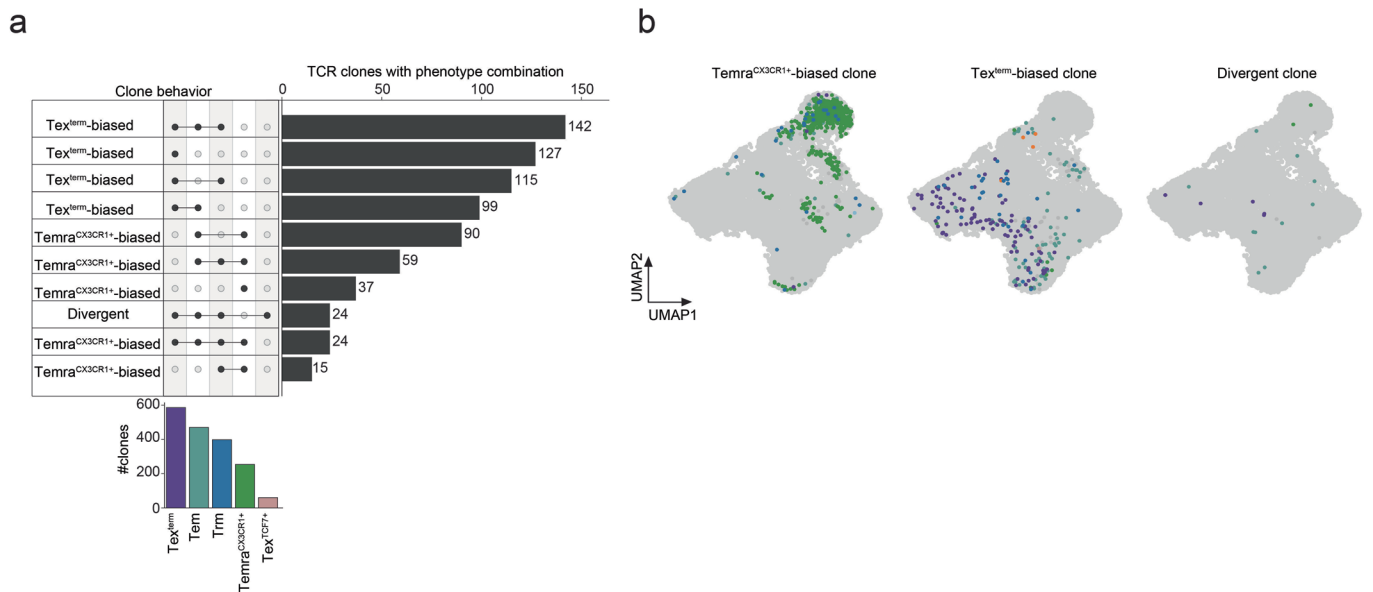 a
Clone behavior
TCR clones with phenotype combination
0 50 100 150
Tex^term-biased 142
Tex^term-biased 127
Tex^term-biased 115
Tex^term-biased 99
Temra^CX3CR1+-biased 90
Temra^CX3CR1+-biased 59
Temra^CX3CR1+-biased 37
Divergent 24
Temra^CX3CR1+-biased 24
Temra^CX3CR1+-biased 15
#clones
600
400
200
0
Tex^term
Tem
Trm
Temra^CX3CR1+
Tex^TCF7+
b
Temra^CX3CR1+-biased clone
Tex^term-biased clone
Divergent clone
UMAP2
UMAP1